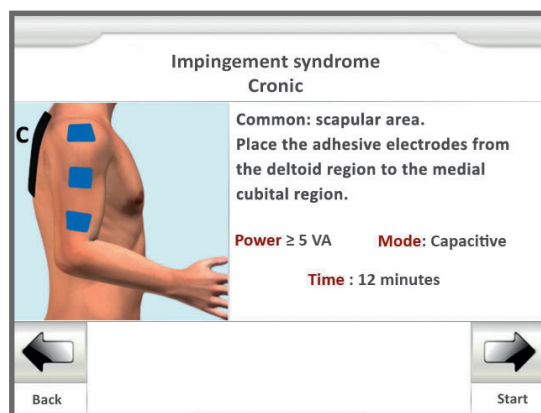 Impingement syndrome
Cronic
C
Common: scapular area.
Place the adhesive electrodes from
the deltoid region to the medial
cubital region.
Power ≥ 5 VA Mode: Capacitive
Time : 12 minutes
Back Start